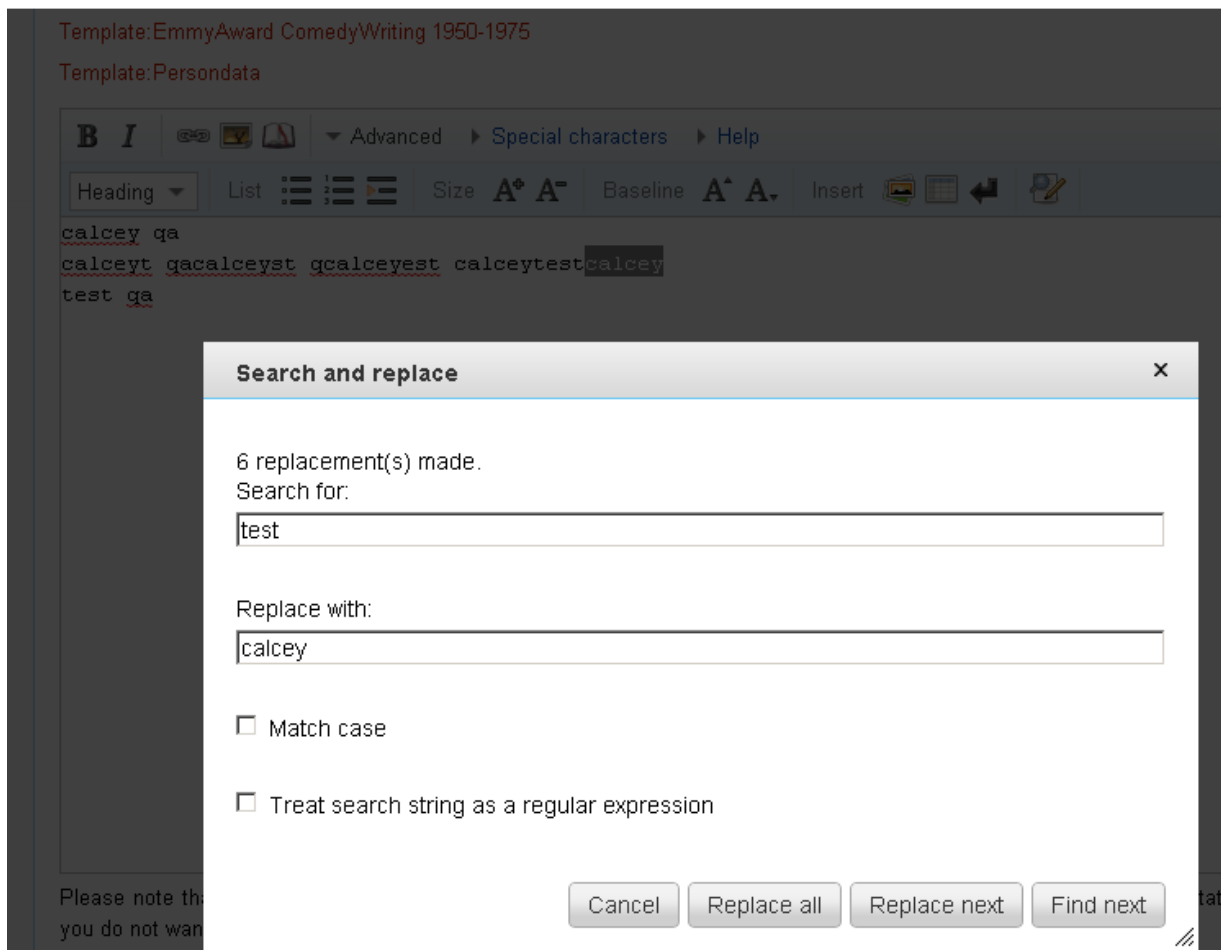 Template:EmmyAward ComedyWriting 1950-1975
Template:Persondata
B I Advanced Special characters Help
Heading List Size A A Baseline A A Insert
calcey qa
calceyt qacalceyst qcalceyest calceytestcalcey
test qa
Search and replace ×
6 replacement(s) made.
Search for:
test
Replace with:
calcey
Match case
Treat search string as a regular expression
Cancel Replace all Replace next Find next
Please note
you do not